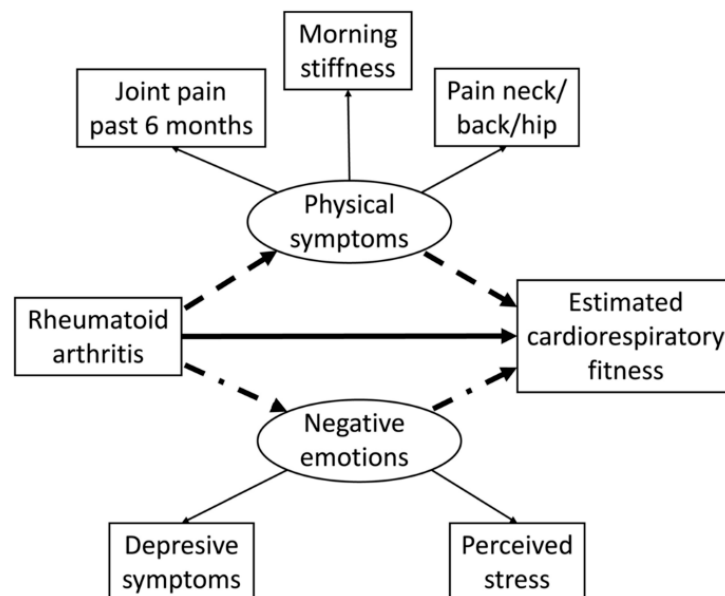 Morning
stiffness
Joint pain
past 6 months
Pain neck/
back/hip
Physical
symptoms
Rheumatoid
arthritis
Estimated
cardiorespiratory
fitness
Negative
emotions
Depresive
symptoms
Perceived
stress